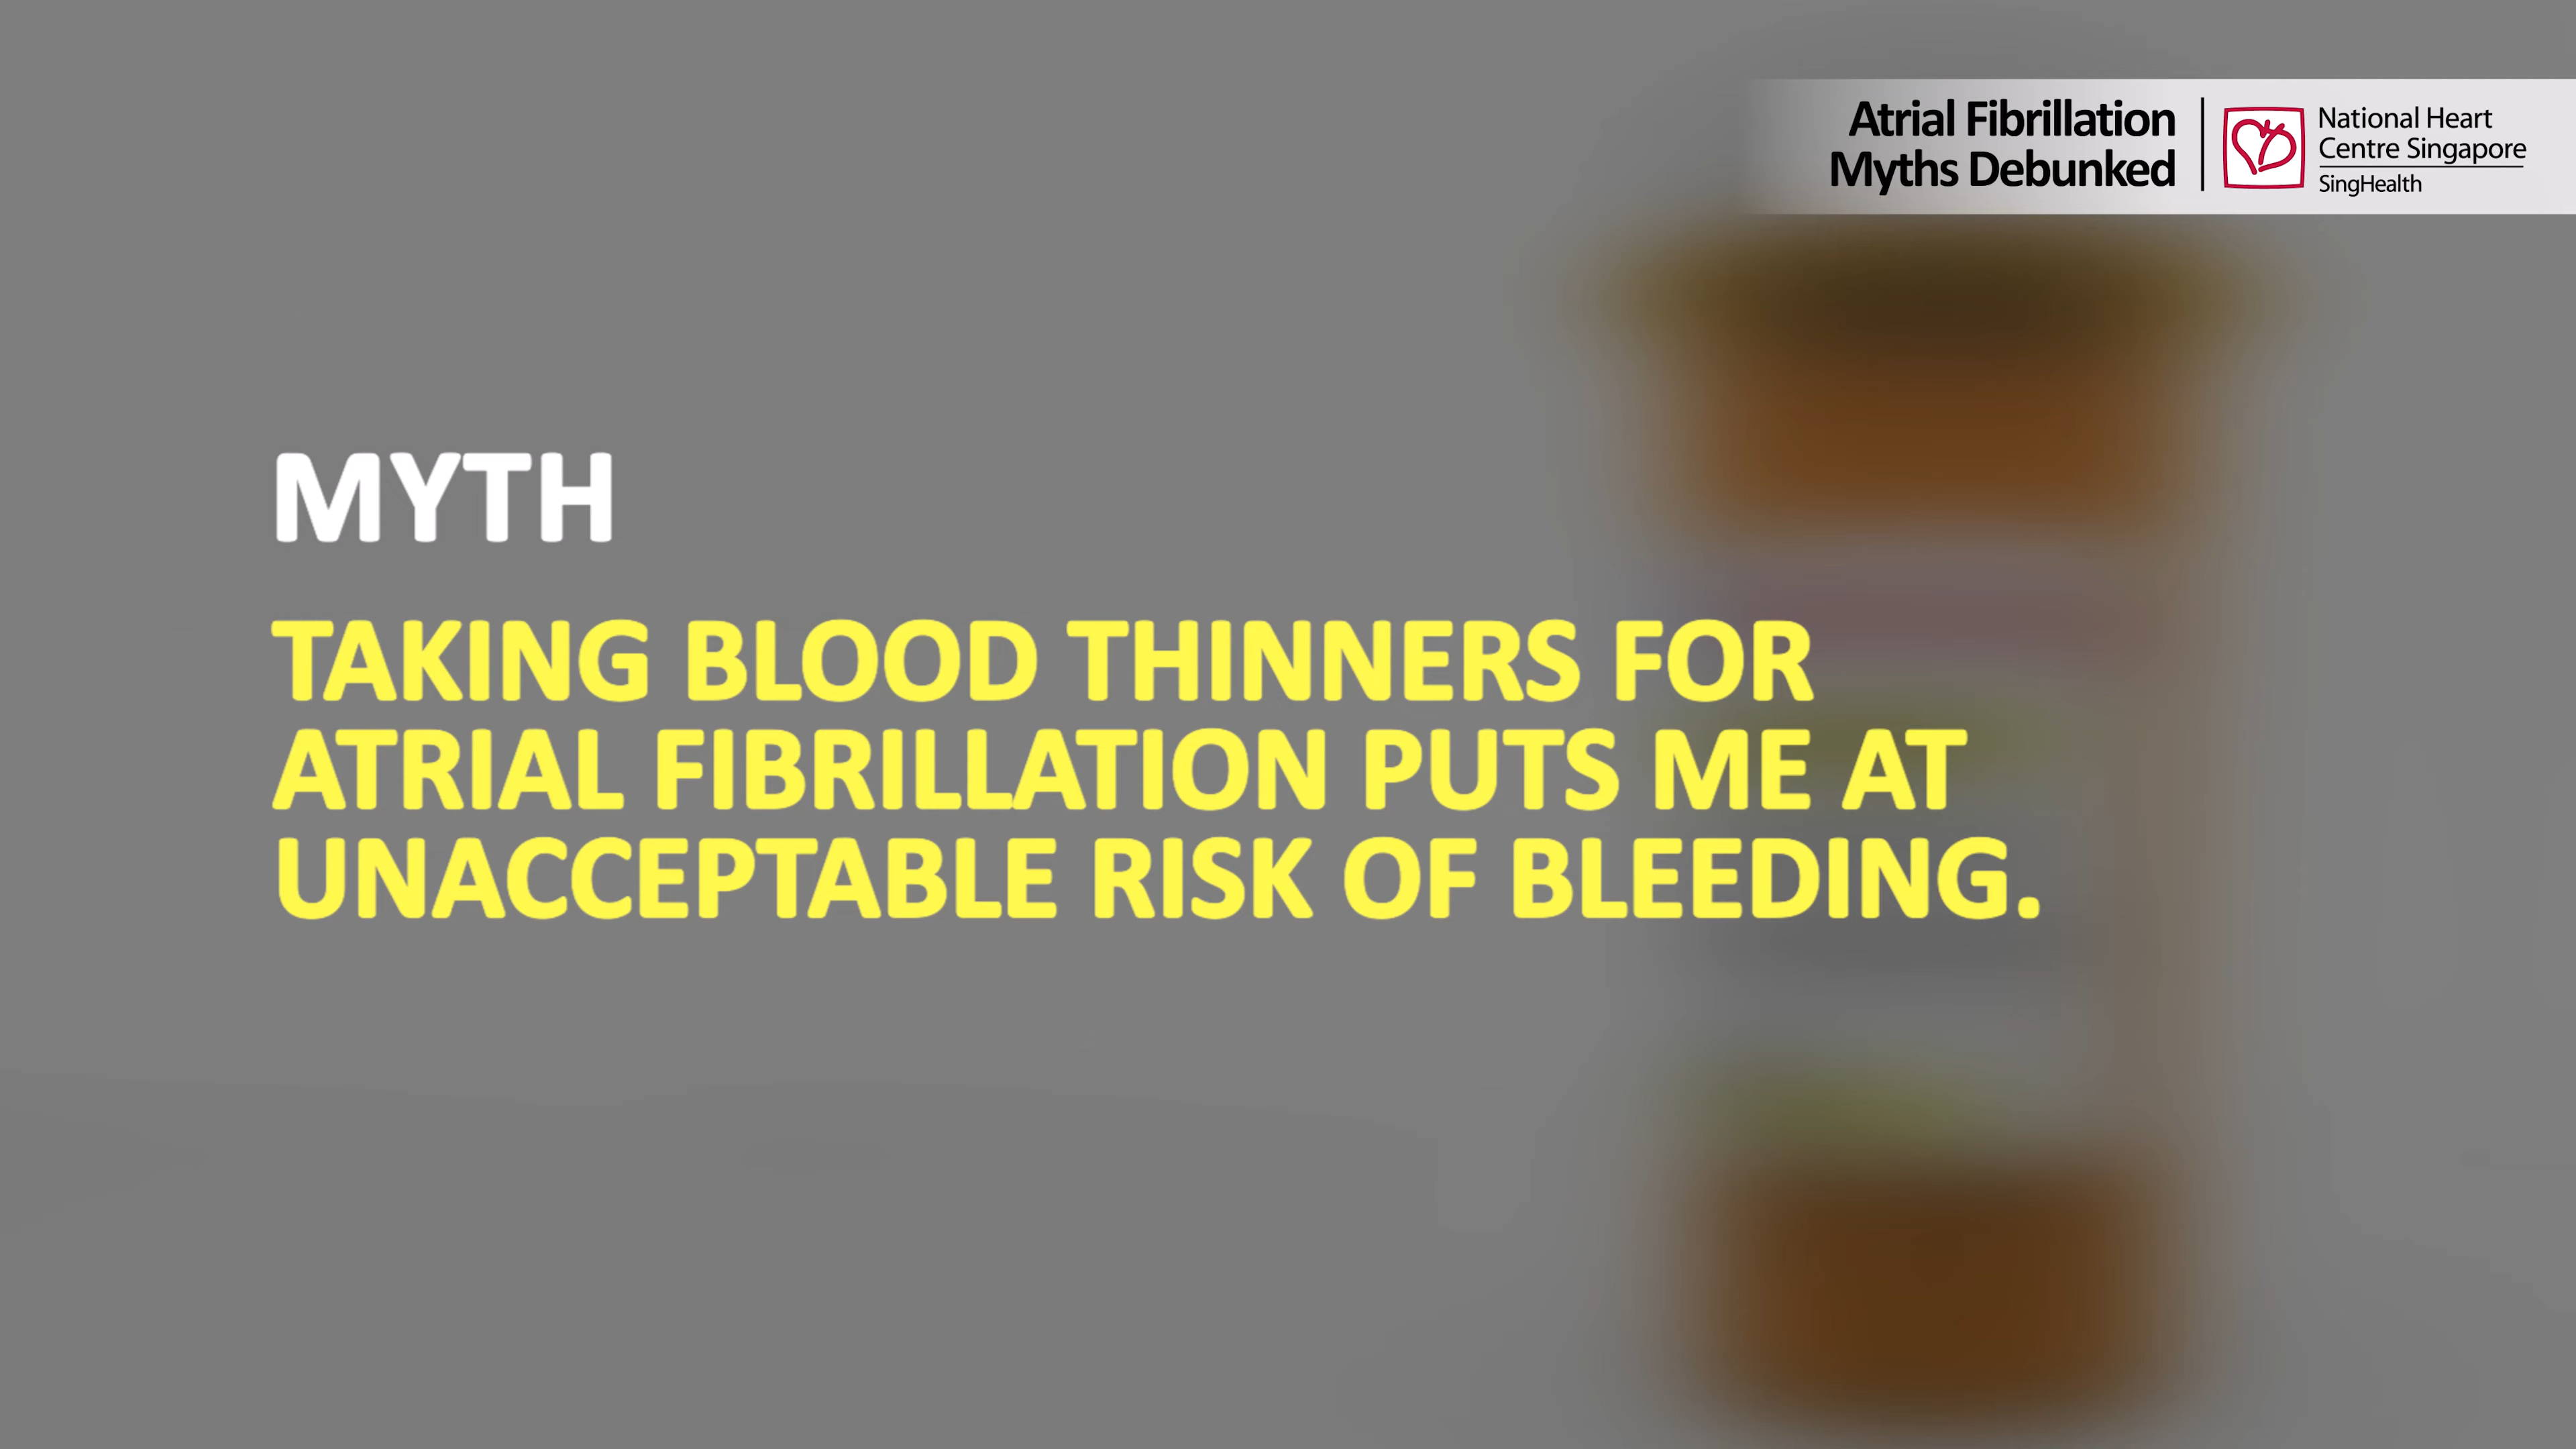 Atrial Fibrillation
Myths Debunked
National Heart
Centre Singapore
SingHealth
MYTH
TAKING BLOOD THINNERS FOR
ATRIAL FIBRILLATION PUTS ME AT
UNACCEPTABLE RISK OF BLEEDING.